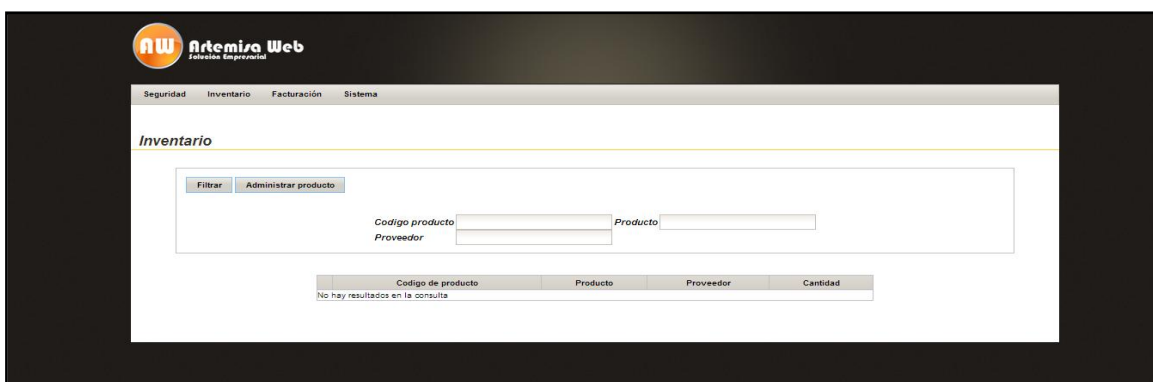 AW Artemisa Web
Solución Empresarial
Seguridad Inventario Facturación Sistema
Inventario
Filtrar Administrar producto
Codigo producto Producto
Proveedor
Codigo de producto Producto Proveedor Cantidad
No hay resultados en la consulta